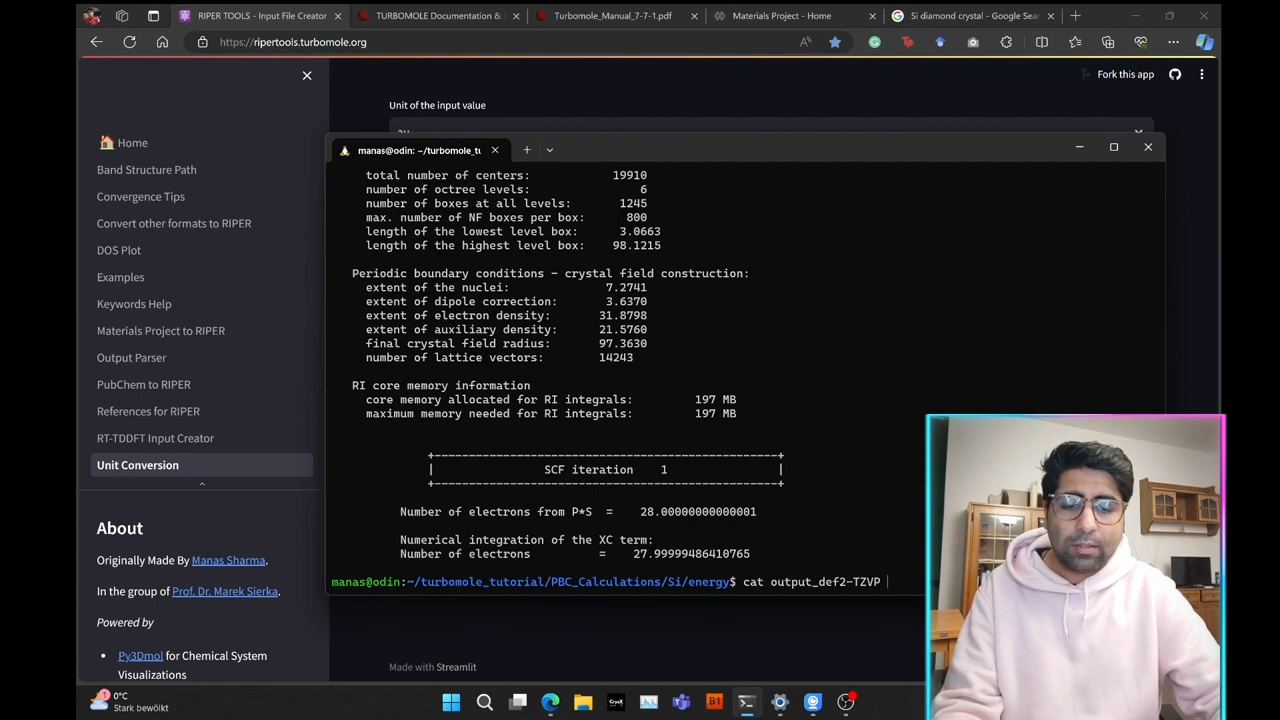 RIPER TOOLS - Input File Creator
TURBOMOLE Documentation &
Turbomole_Manual_7-7-1.pdf
Materials Project - Home
Si diamond crystal - Google Sea
https://ripertools.turbomole.org
Fork this app
Home
Band Structure Path
Convergence Tips
Convert other formats to RIPER
DOS Plot
Examples
Keywords Help
Materials Project to RIPER
Output Parser
PubChem to RIPER
References for RIPER
RT-TDDFT Input Creator
Unit Conversion
About
Originally Made By Manas Sharma.
In the group of Prof. Dr. Marek Sierka.
Powered by
Py3Dmol for Chemical System
Visualizations
Unit of the input value
manas@odin: ~/turbomole_tu
total number of centers: 19910
number of octree levels: 6
number of boxes at all levels: 1245
max. number of NF boxes per box: 800
length of the lowest level box: 3.0663
length of the highest level box: 98.1215
Periodic boundary conditions - crystal field construction:
extent of the nuclei: 7.2741
extent of dipole correction: 3.6370
extent of electron density: 31.8798
extent of auxiliary density: 21.5760
final crystal field radius: 97.3630
number of lattice vectors: 14243
RI core memory information
core memory allocated for RI integrals: 197 MB
maximum memory needed for RI integrals: 197 MB
+--------------------------------------------------+
| SCF iteration 1 |
+--------------------------------------------------+
Number of electrons from P*S = 28.00000000000001
Numerical integration of the XC term:
Number of electrons = 27.99999486410765
manas@odin:~/turbomole_tutorial/PBC_Calculations/Si/energy$ cat output_def2-TZVP
Made with Streamlit
0°C
Stark bewölkt